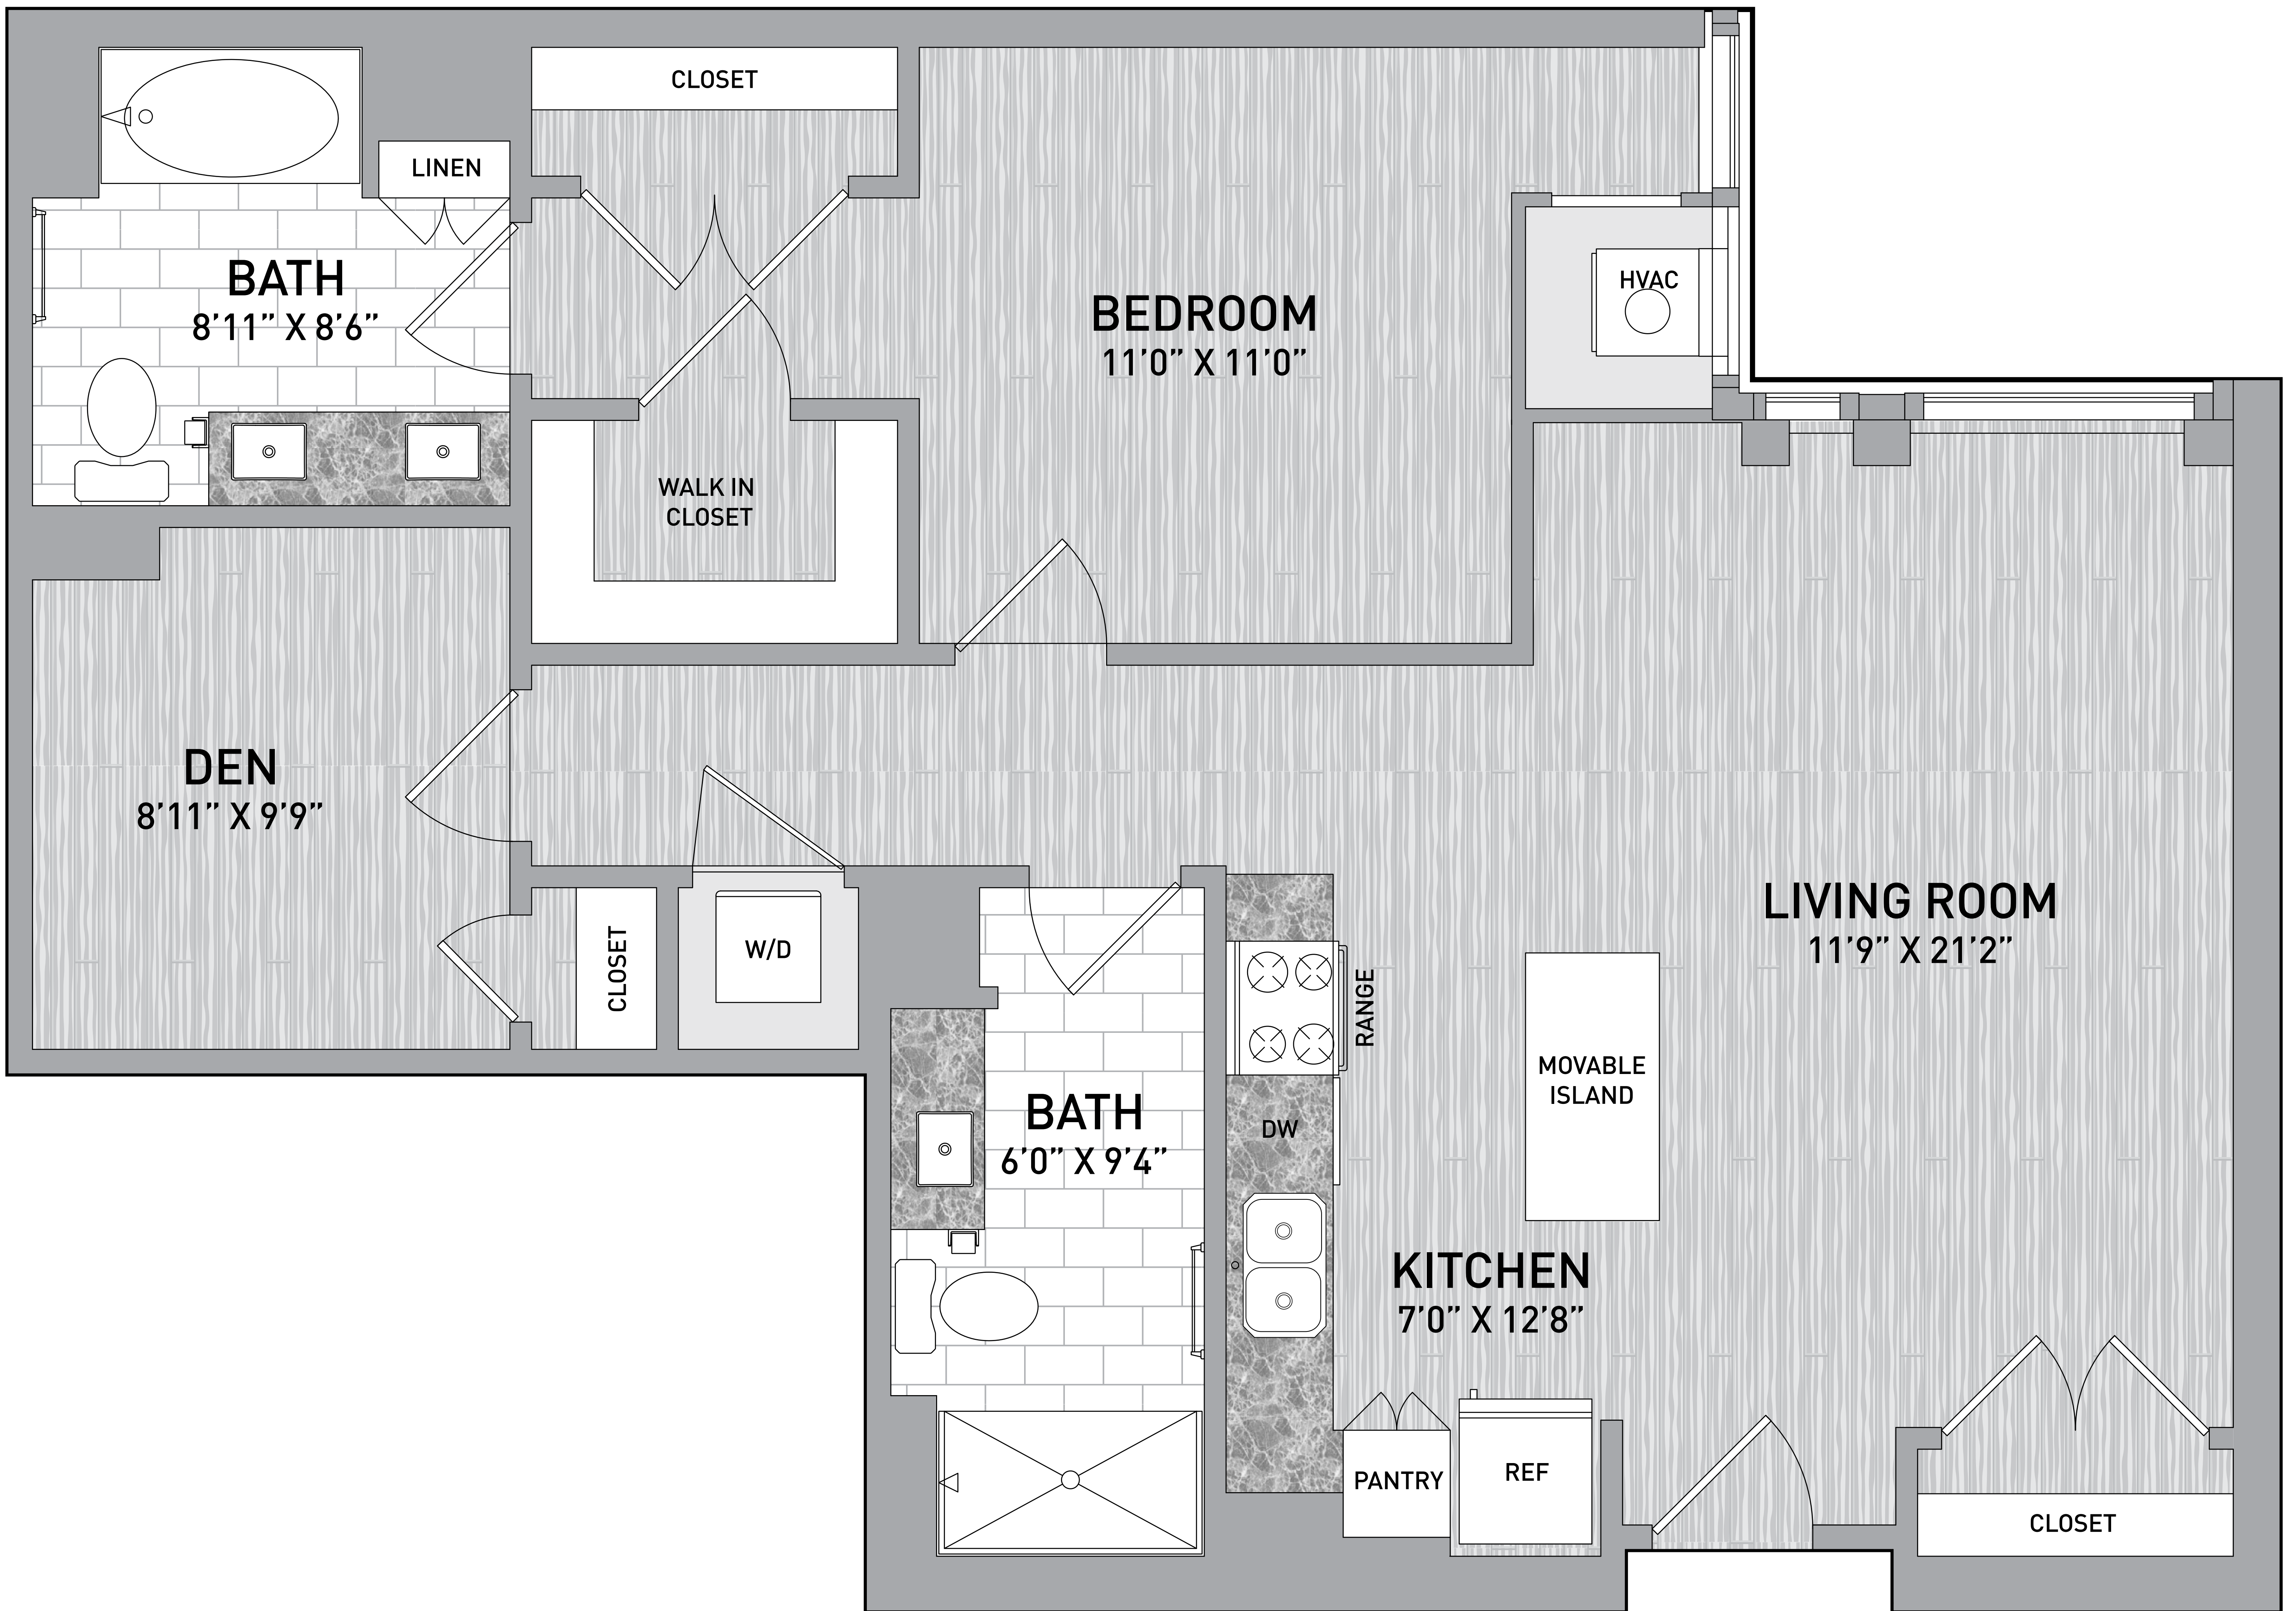 CLOSET
LINEN
BATH
8’11” X 8’6”
BEDROOM
11’0” X 11’0”
HVAC
WALK IN
CLOSET
DEN
8’11” X 9’9”
CLOSET
W/D
LIVING ROOM
11’9” X 21’2”
RANGE
MOVABLE
ISLAND
BATH
6’0” X 9’4”
DW
KITCHEN
7’0” X 12’8”
PANTRY
REF
CLOSET